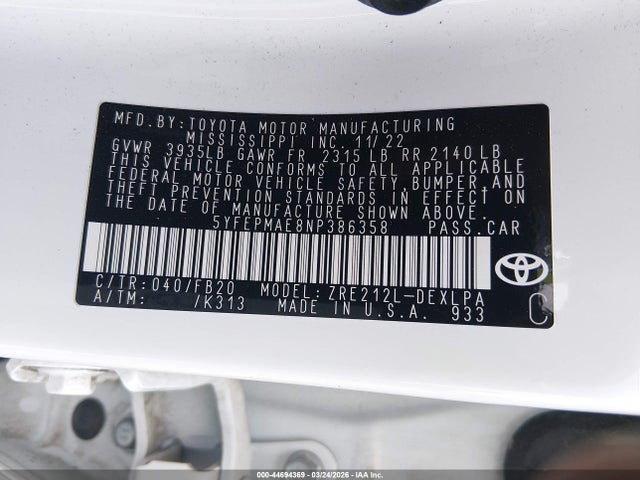 MFD.BY:TOYOTA MOTOR MANUFACTURING
MISSISSIPPI INC. 11/22
GVWR 3935LB GAWR FR 2315 LB RR 2140 LB
THIS VEHICLE CONFORMS TO ALL APPLICABLE
FEDERAL MOTOR VEHICLE SAFETY, BUMPER, AND
THEFT PREVENTION STANDARDS IN EFFECT ON
THE DATE OF MANUFACTURE SHOWN ABOVE.
5YFEPMAE8NP386358 PASS.CAR
C/TR: 040/FB20 MODEL: ZRE212L-DEXLPA
A/TM: /K313 MADE IN U.S.A. 933
C
000-44694369 | 03/24/2026 | IAA Inc.